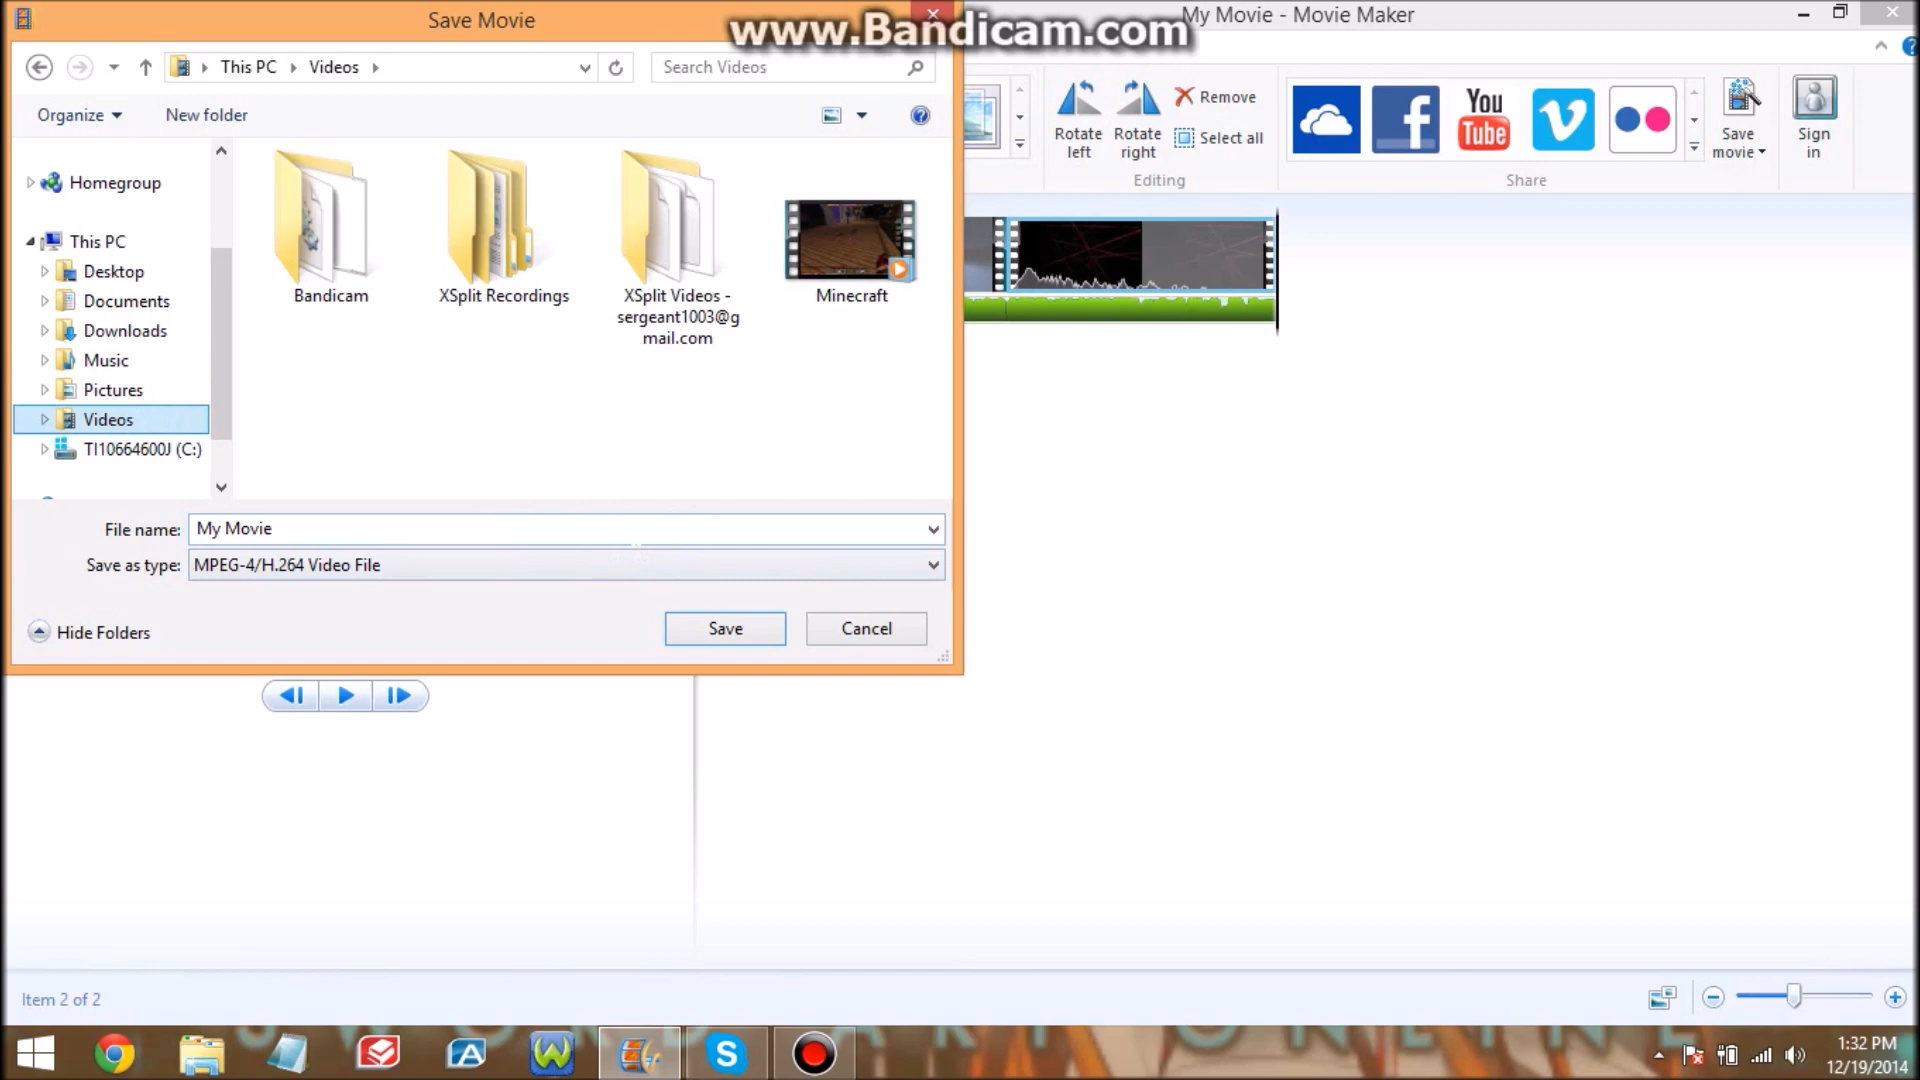 Save Movie
www.Bandicam.com
My Movie - Movie Maker
This PC
Videos
Search Videos
Organize
New folder
Rotate
left
Rotate
right
Remove
Select all
Editing
You
Tube
Share
Save
movie
Sign
in
Homegroup
This PC
Desktop
Documents
Downloads
Music
Pictures
Videos
TI10664600J (C:)
Bandicam
XSplit Recordings
XSplit Videos -
sergeant1003@g
mail.com
Minecraft
File name:
My Movie
Save as type:
MPEG-4/H.264 Video File
Hide Folders
Save
Cancel
Item 2 of 2
1:32 PM
12/19/2014